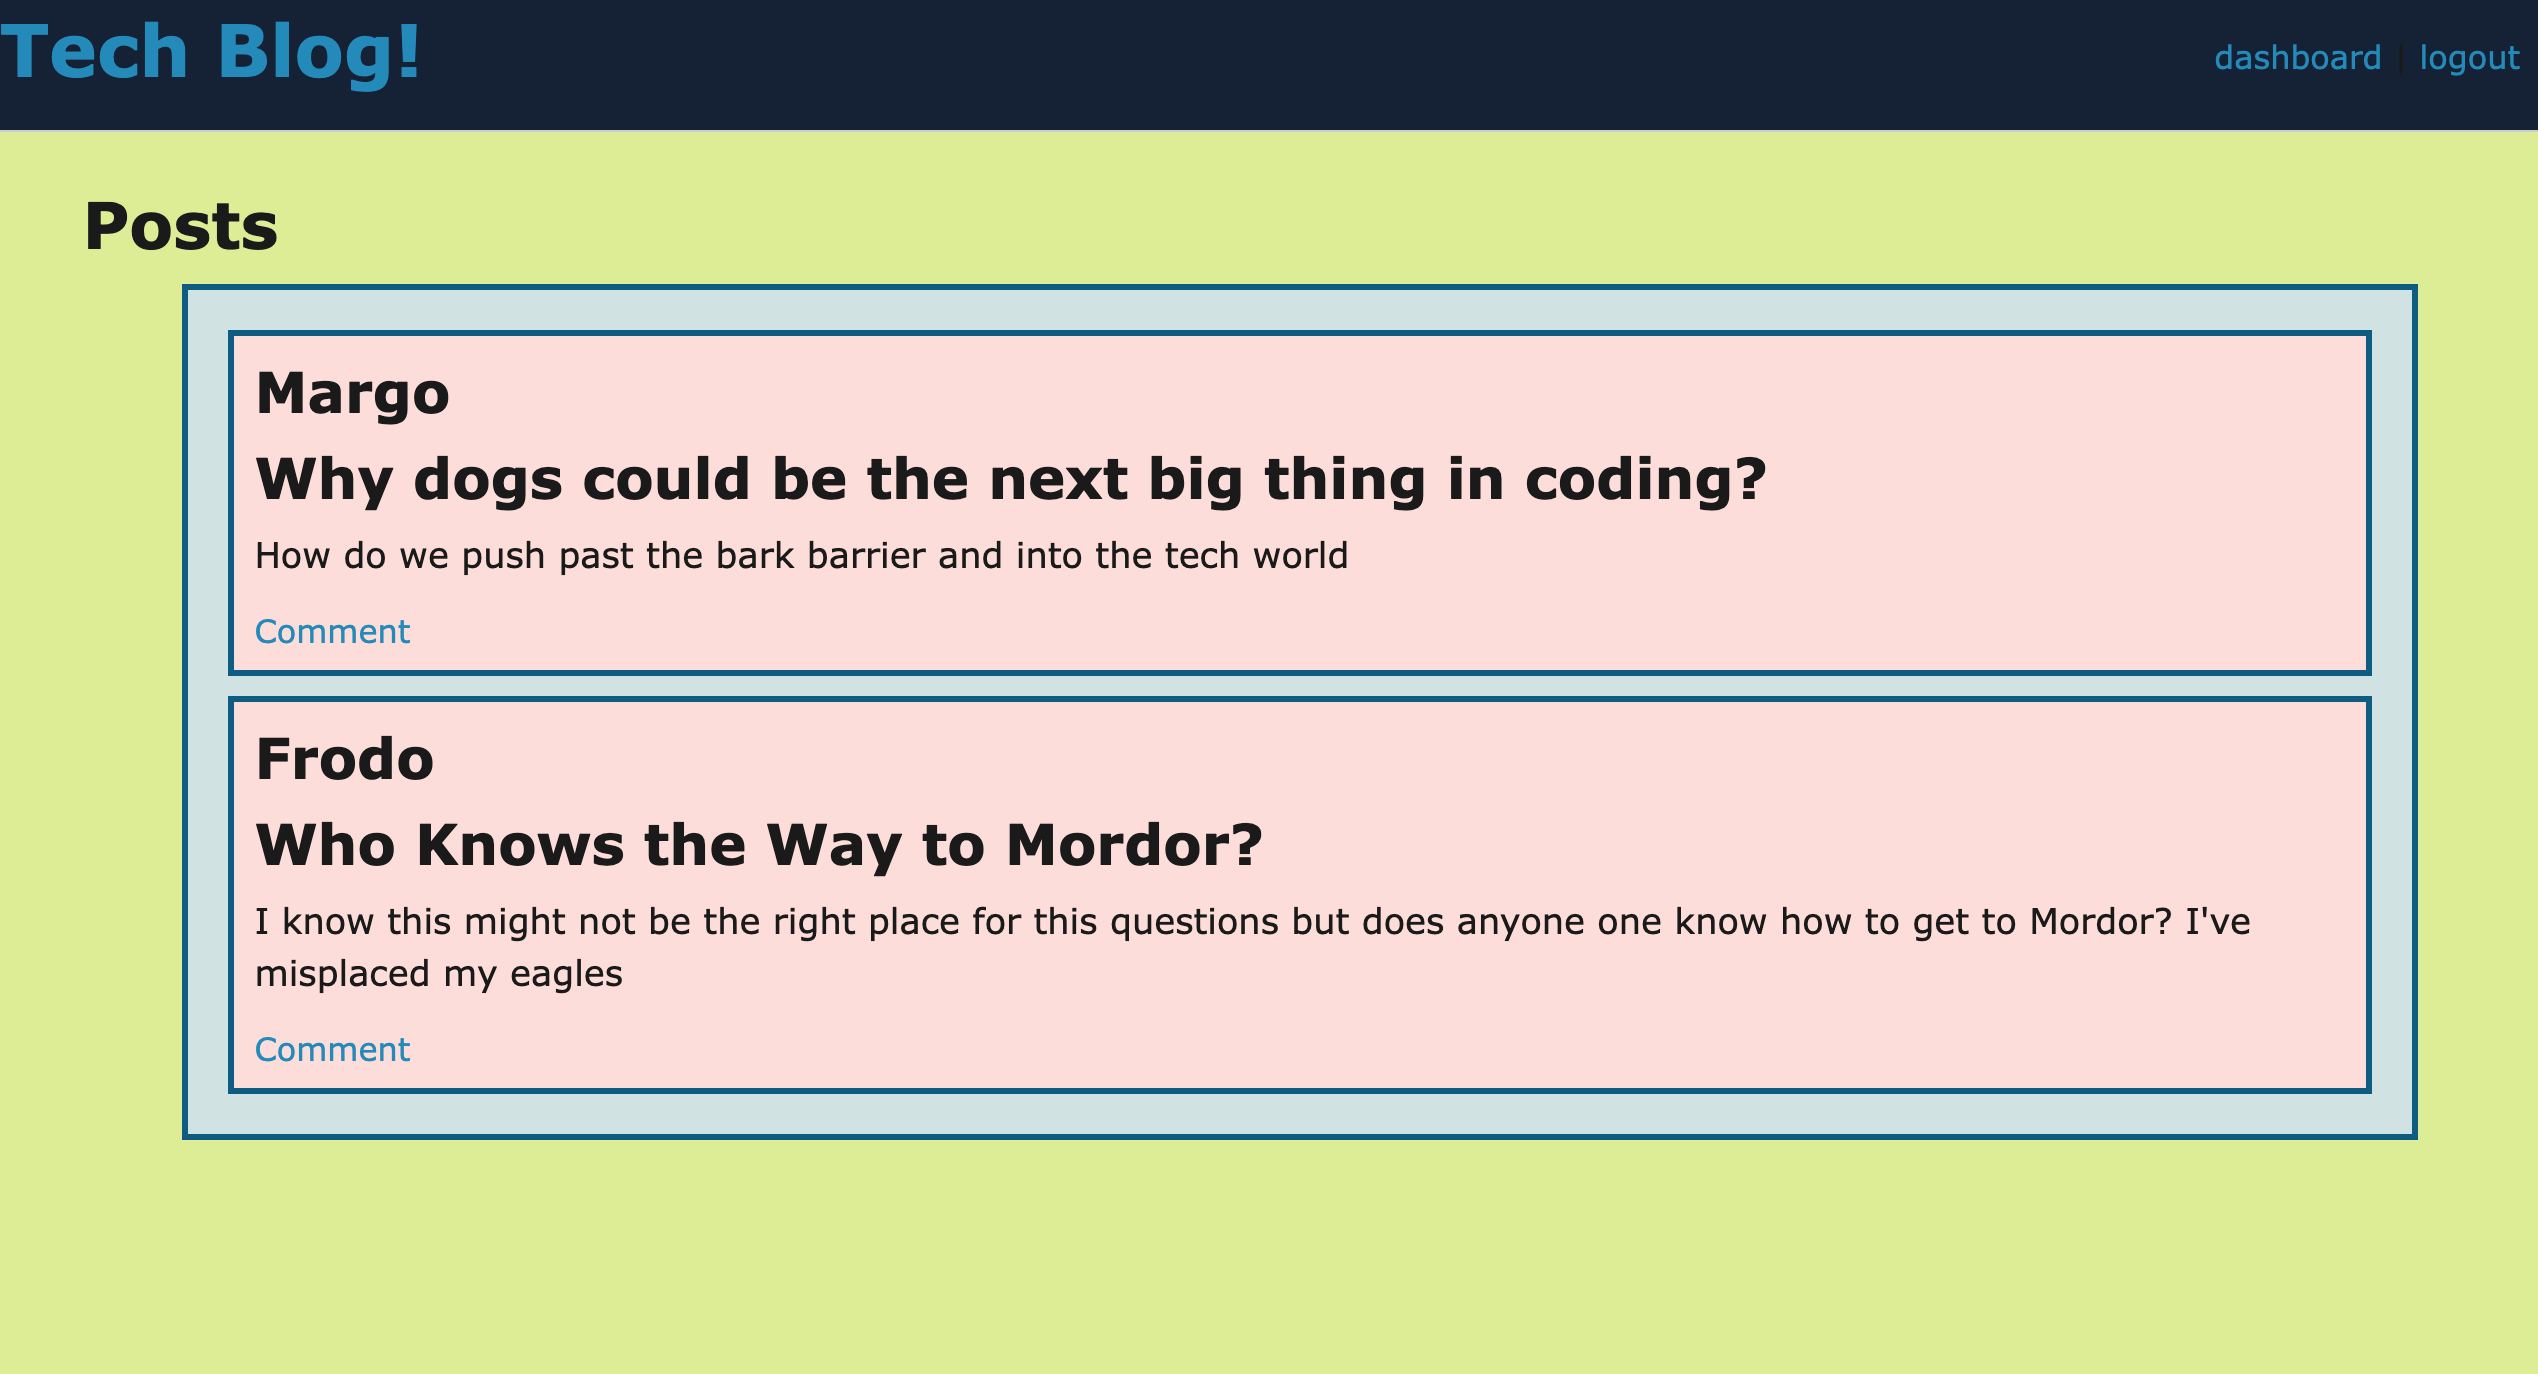 Tech Blog!
dashboard | logout
Posts
Margo
Why dogs could be the next big thing in coding?
How do we push past the bark barrier and into the tech world
Comment
Frodo
Who Knows the Way to Mordor?
I know this might not be the right place for this questions but does anyone one know how to get to Mordor? I've
misplaced my eagles
Comment